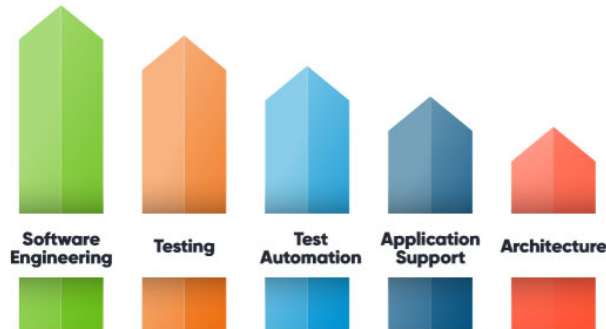 Software
Engineering
Testing
Test
Automation
Application
Support
Architecture